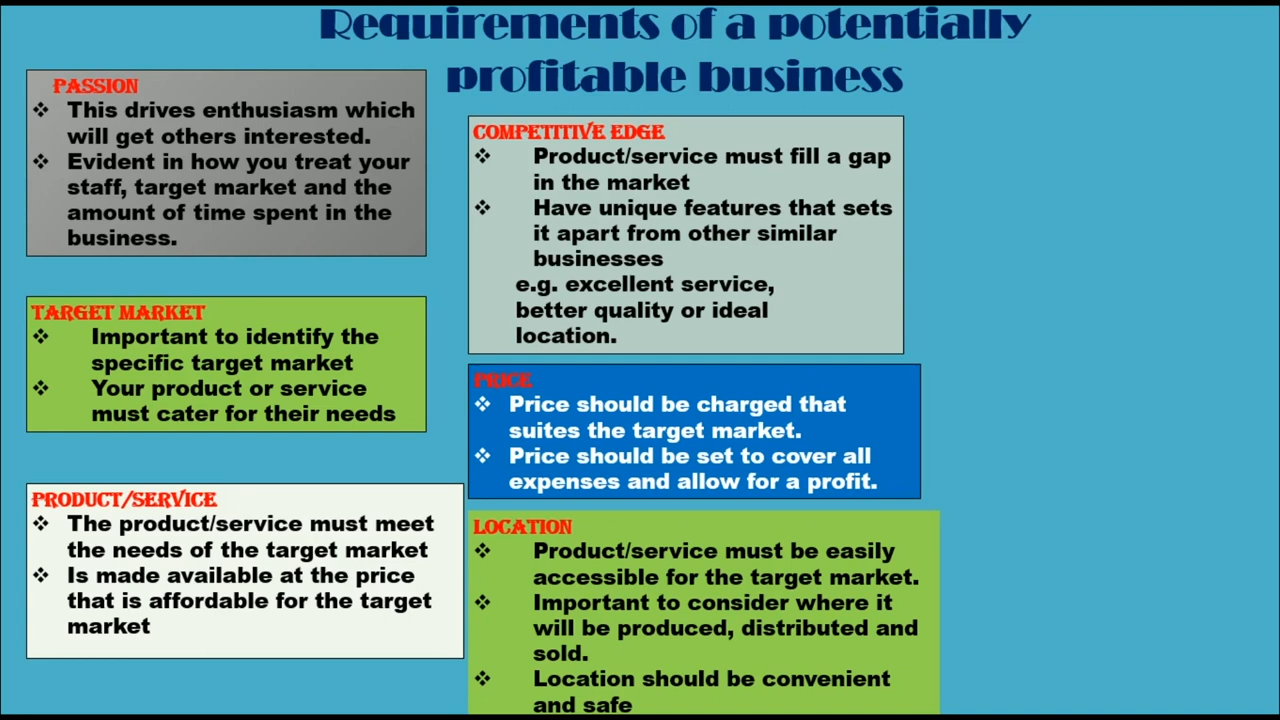 Requirements of a potentially
profitable business
PASSION
❖ This drives enthusiasm which
will get others interested.
❖ Evident in how you treat your
staff, target market and the
amount of time spent in the
business.
TARGET MARKET
❖ Important to identify the
specific target market
❖ Your product or service
must cater for their needs
PRODUCT/SERVICE
❖ The product/service must meet
the needs of the target market
❖ Is made available at the price
that is affordable for the target
market
COMPETITIVE EDGE
❖ Product/service must fill a gap
in the market
❖ Have unique features that sets
it apart from other similar
businesses
e.g. excellent service,
better quality or ideal
location.
PRICE
❖ Price should be charged that
suites the target market.
❖ Price should be set to cover all
expenses and allow for a profit.
LOCATION
❖ Product/service must be easily
accessible for the target market.
❖ Important to consider where it
will be produced, distributed and
sold.
❖ Location should be convenient
and safe